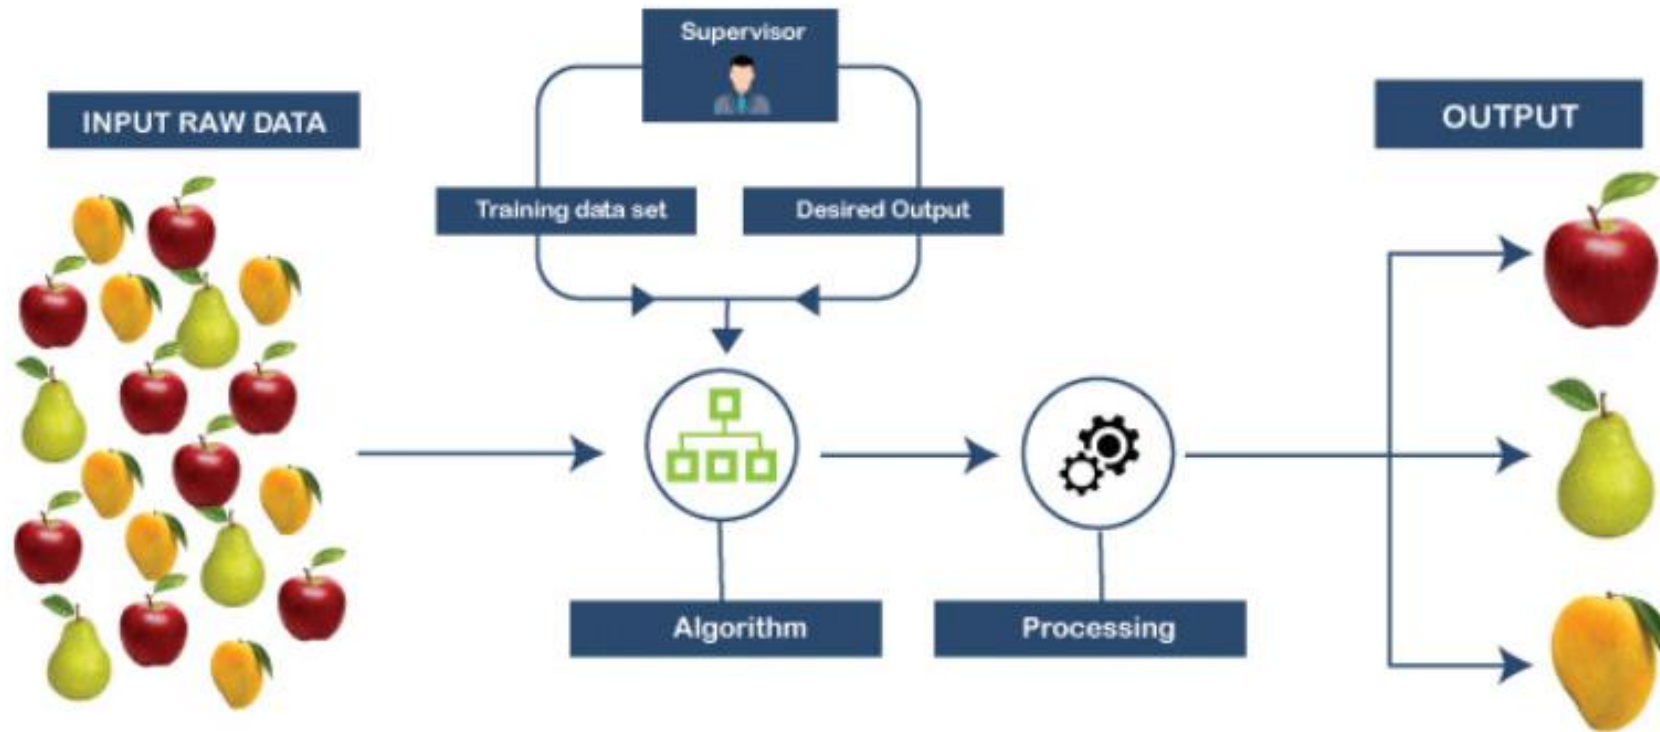 Supervisor
INPUT RAW DATA
OUTPUT
Training data set
Desired Output
Algorithm
Processing